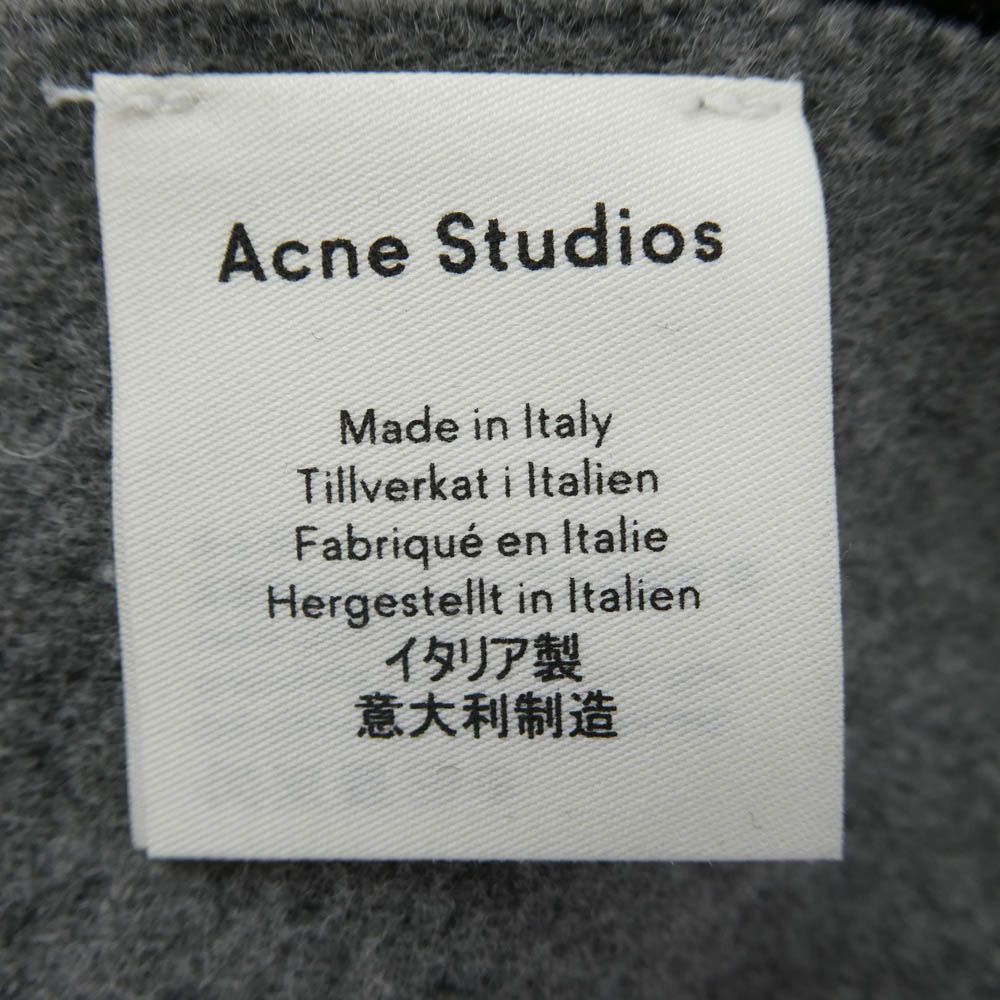 Acne Studios
Made in Italy
Tillverkat i Italien
Fabriqué en Italie
Hergestellt in Italien
イタリア製
意大利制造